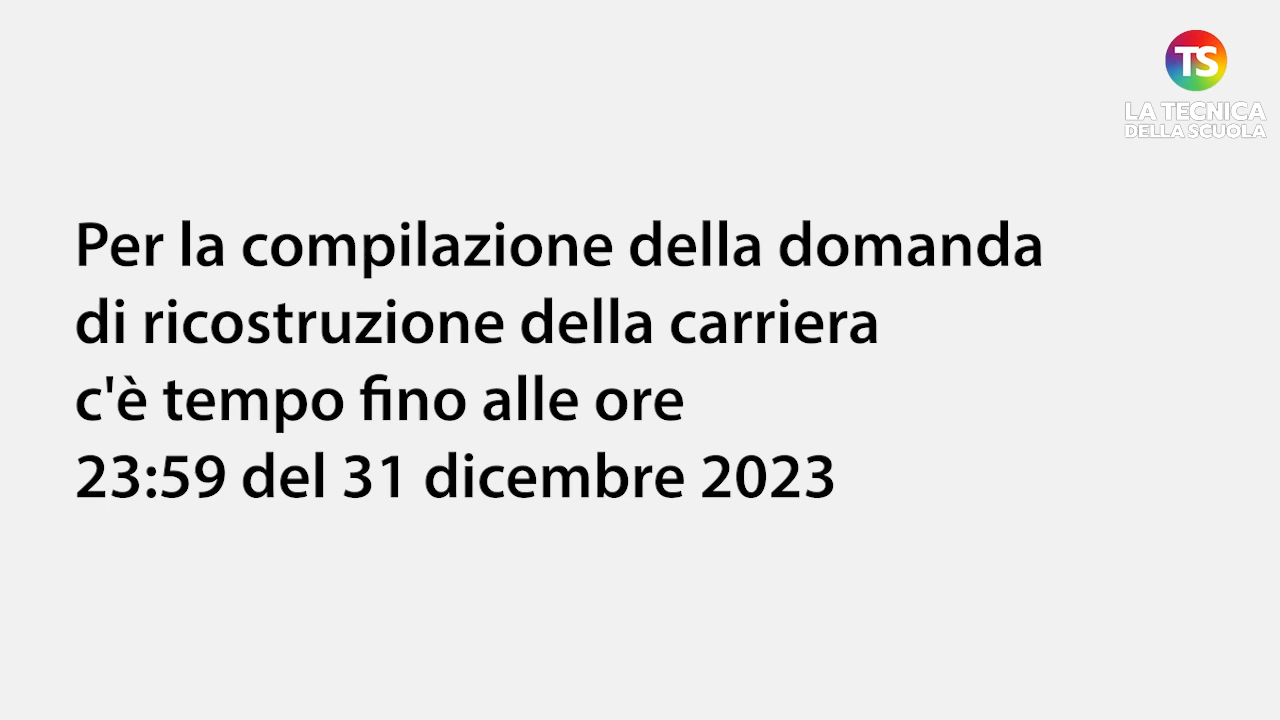 TS
LA TECNICA
DELLA SCUOLA
Per la compilazione della domanda
di ricostruzione della carriera
c'è tempo fino alle ore
23:59 del 31 dicembre 2023